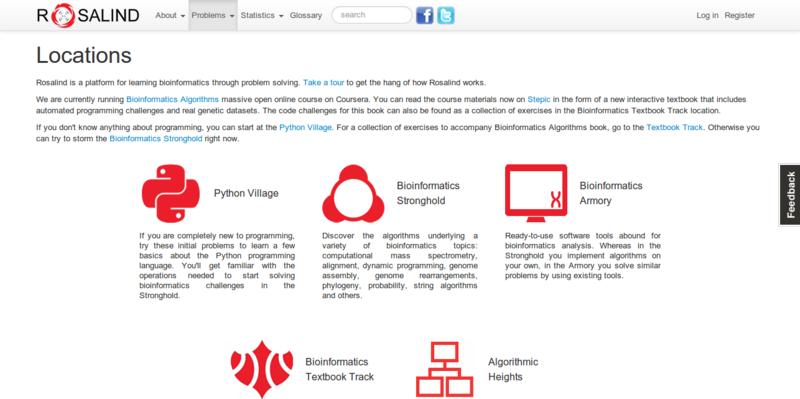 ROSALIND About Problems Statistics Glossary search Log in Register
Locations
Rosalind is a platform for learning bioinformatics through problem solving. Take a tour to get the hang of how Rosalind works.
We are currently running Bioinformatics Algorithms massive open online course on Coursera. You can read the course materials now on Stepic in the form of a new interactive textbook that includes
automated programming challenges and real genetic datasets. The code challenges for this book can also be found as a collection of exercises in the Bioinformatics Textbook Track location.
If you don't know anything about programming, you can start at the Python Village. For a collection of exercises to accompany Bioinformatics Algorithms book, go to the Textbook Track. Otherwise you
can try to storm the Bioinformatics Stronghold right now.
Feedback
Python Village
If you are completely new to programming,
try these initial problems to learn a few
basics about the Python programming
language. You'll get familiar with the
operations needed to start solving
bioinformatics challenges in the
Stronghold.
Bioinformatics
Stronghold
Discover the algorithms underlying a
variety of bioinformatics topics:
computational mass spectrometry,
alignment, dynamic programming, genome
assembly, genome rearrangements,
phylogeny, probability, string algorithms
and others.
Bioinformatics
Armory
Ready-to-use software tools abound for
bioinformatics analysis. Whereas in the
Stronghold you implement algorithms on
your own, in the Armory you solve similar
problems by using existing tools.
Bioinformatics
Textbook Track
Algorithmic
Heights